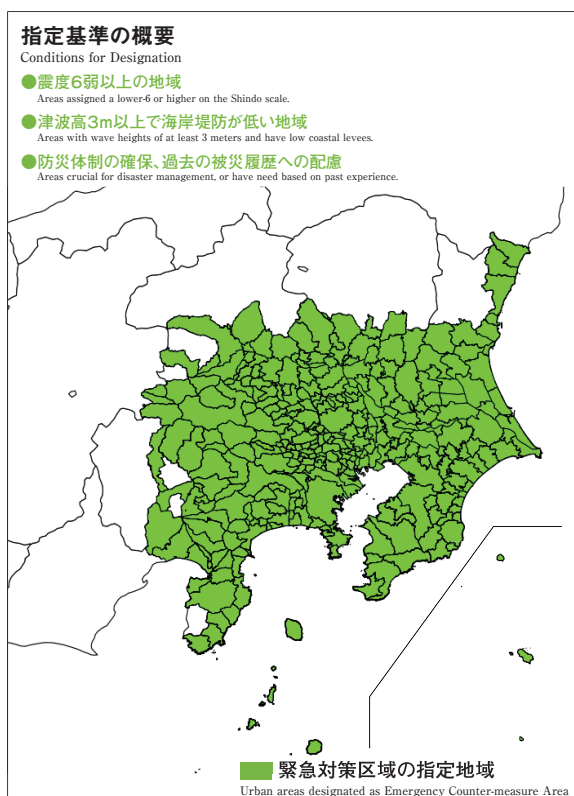 指定基準の概要
Conditions for Designation
●震度6弱以上の地域
Areas assigned a lower-6 or higher on the Shindo scale.
●津波高3m以上で海岸堤防が低い地域
Areas with wave heights of at least 3 meters and have low coastal levees.
●防災体制の確保、過去の被災履歴への配慮
Areas crucial for disaster management, or have need based on past experience.
緊急対策区域の指定地域
Urban areas designated as Emergency Counter-measure Area